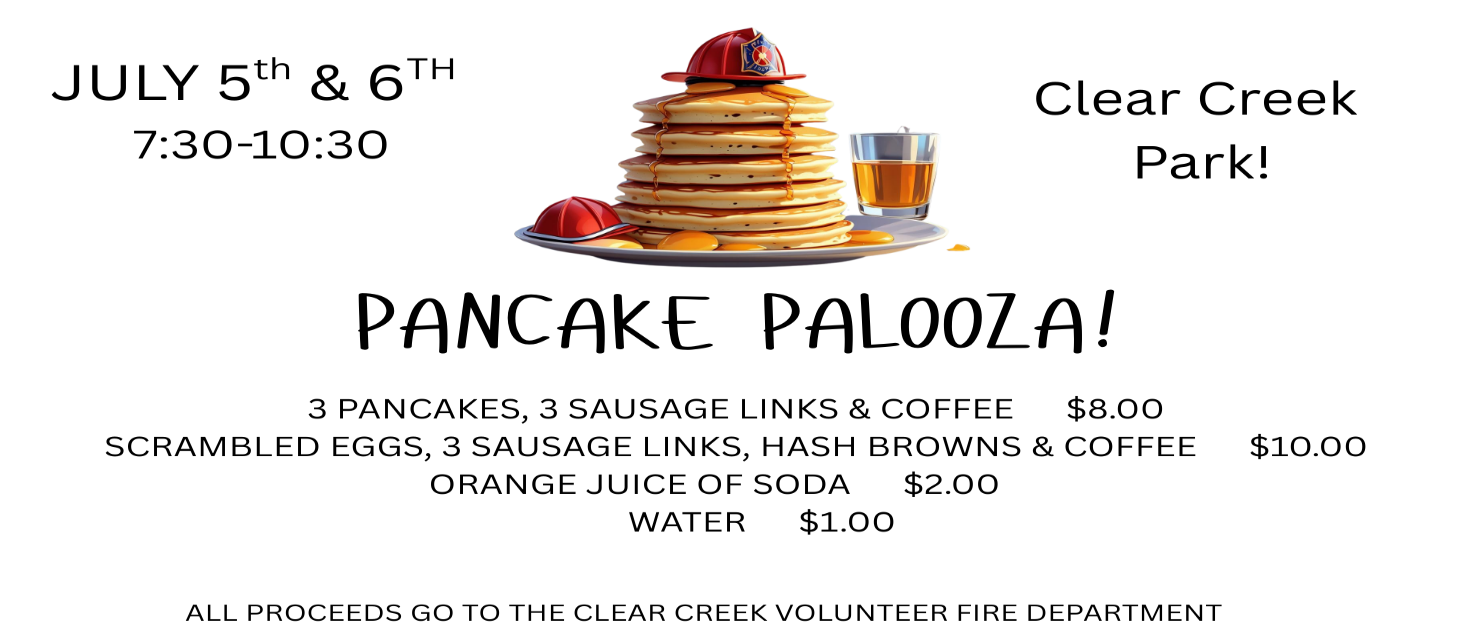 JULY 5th & 6TH
7:30-10:30
Clear Creek
Park!
PANCAKE PALOOZA!
3 PANCAKES, 3 SAUSAGE LINKS & COFFEE $8.00
SCRAMBLED EGGS, 3 SAUSAGE LINKS, HASH BROWNS & COFFEE $10.00
ORANGE JUICE OF SODA $2.00
WATER $1.00
ALL PROCEEDS GO TO THE CLEAR CREEK VOLUNTEER FIRE DEPARTMENT